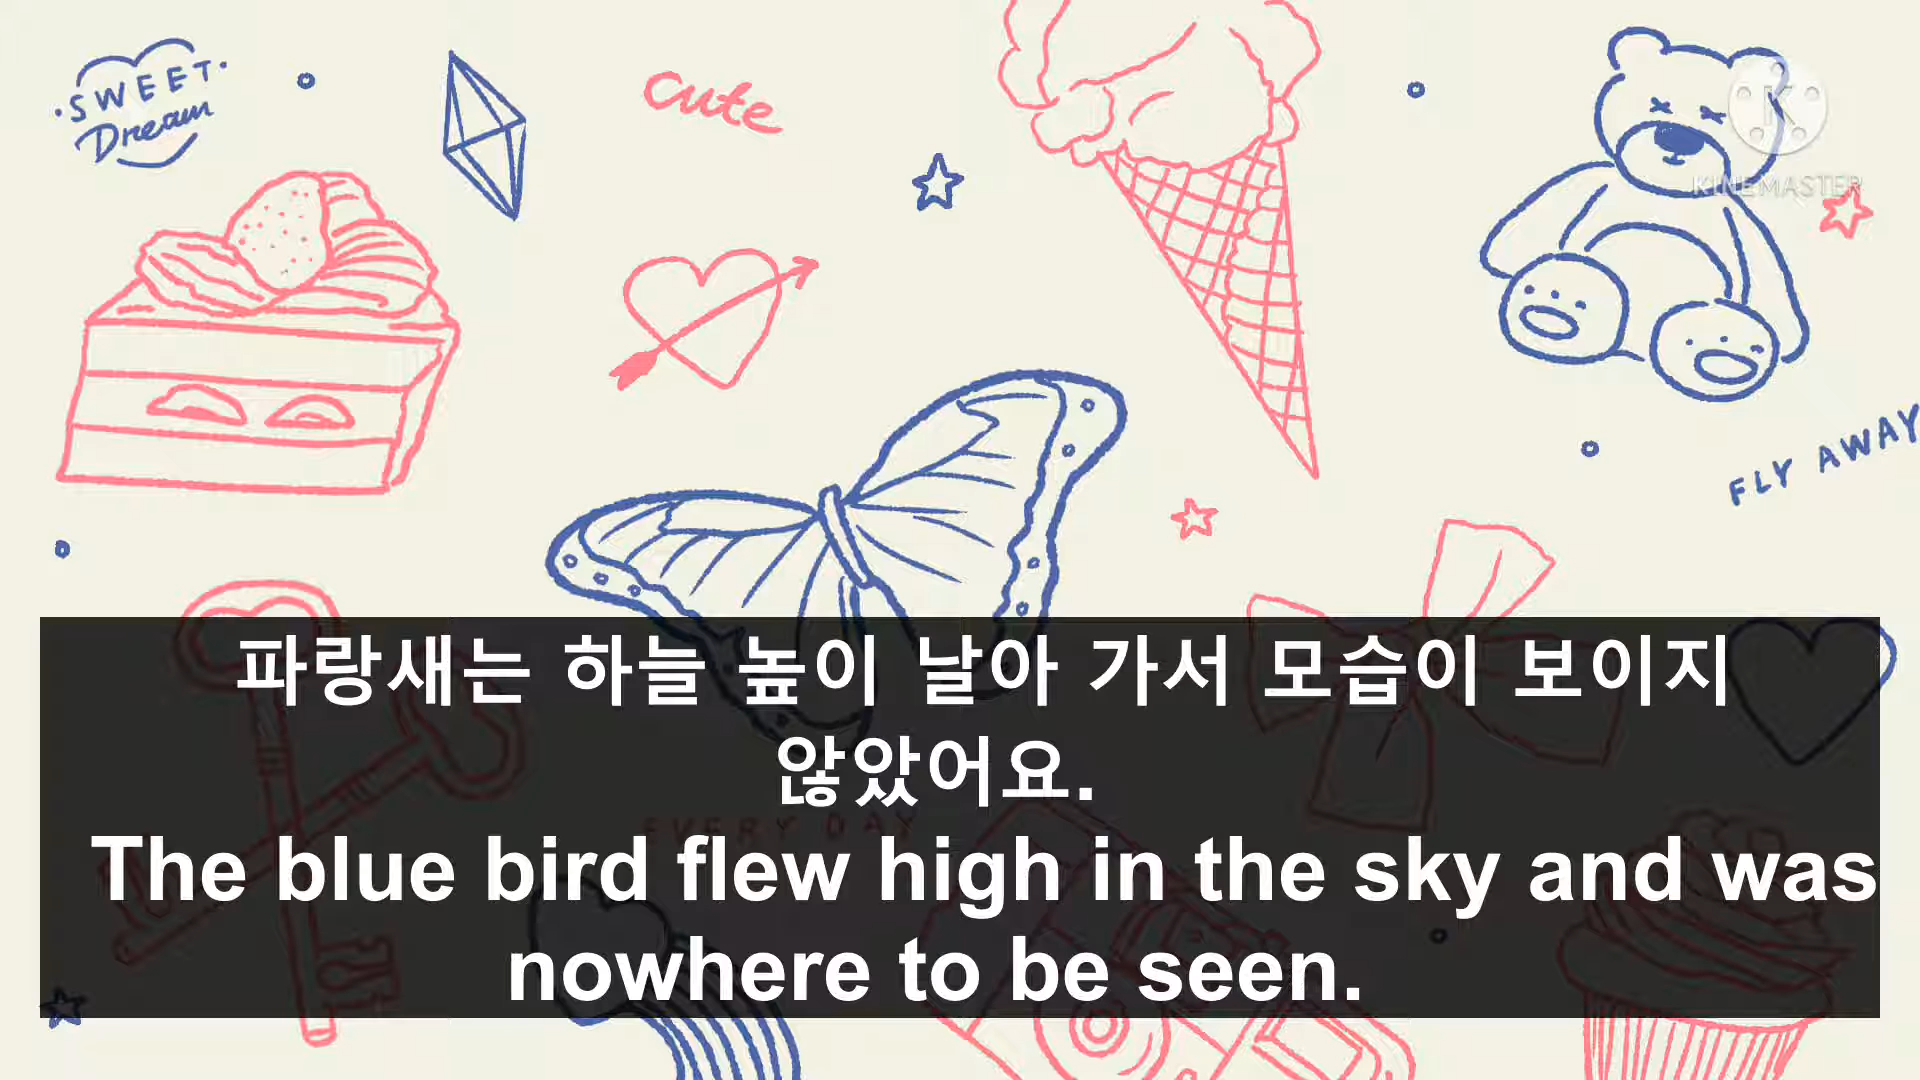 SWEET
Dream
cute
KINEMASTER
FLY AWAY
파랑새는 하늘 높이 날아 가서 모습이 보이지
않았어요.
EVERY DAY
The blue bird flew high in the sky and was
nowhere to be seen.